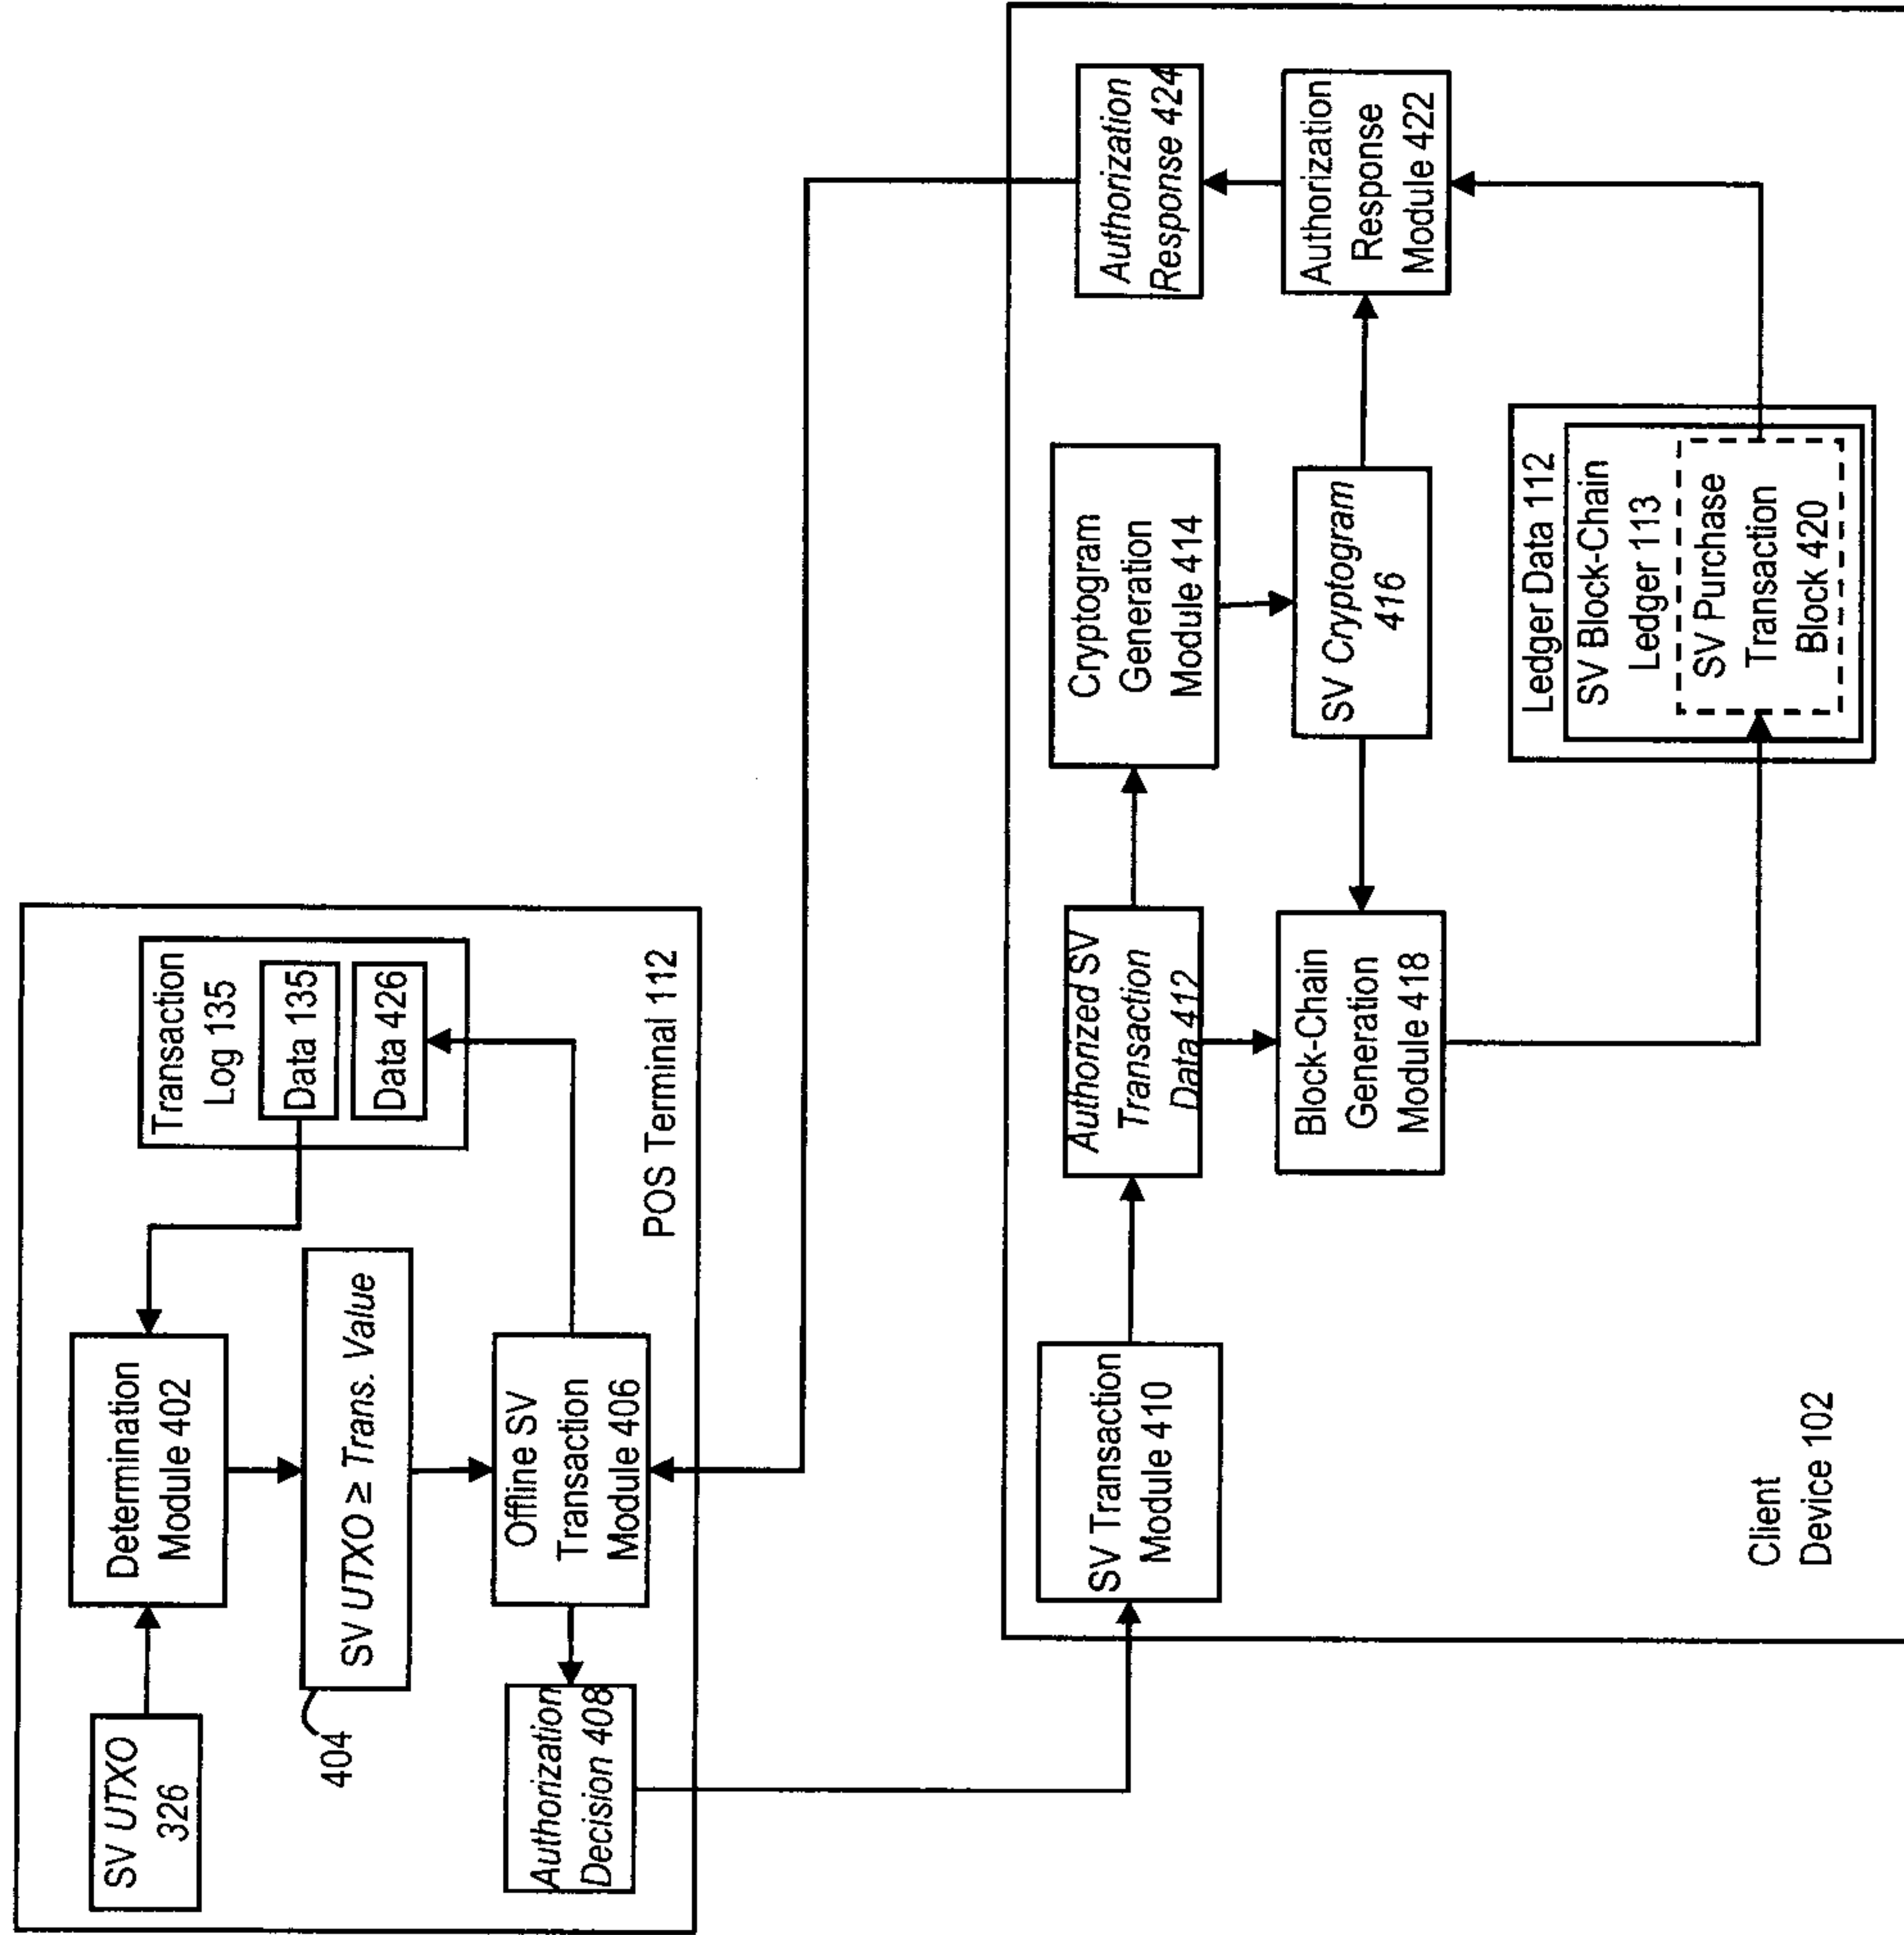 SV UTXO
326
Determination
Module 402
Transaction
Log 135
Data 135
Data 426
404
SV UTXO ≥ Trans. Value
Authorization
Decision 408
Offline SV
Transaction
Module 406
POS Terminal 112
SV Transaction
Module 410
Authorized SV
Transaction
Data 412
Cryptogram
Generation
Module 414
Authorization
Response 424
Block-Chain
Generation
Module 418
SV Cryptogram
416
Authorization
Response
Module 422
Ledger Data 112
SV Block-Chain
Ledger 113
SV Purchase
Transaction
Block 420
Client
Device 102